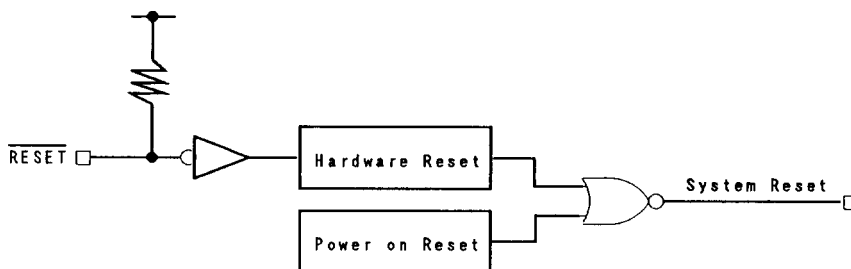 RESET
Hardware Reset
System Reset
Power on Reset